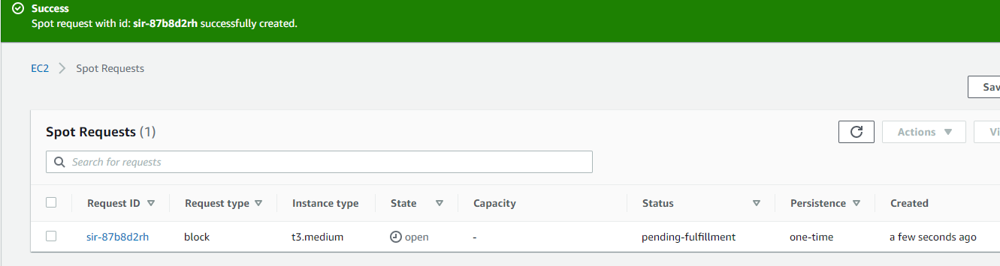 Success
Spot request with id: sir-87b8d2rh successfully created.
EC2 Spot Requests
Sav
Spot Requests (1)
Actions
Vi
Search for requests
Request ID Request type Instance type State Capacity Status Persistence Created
sir-87b8d2rh block t3.medium open - pending-fulfillment one-time a few seconds ago